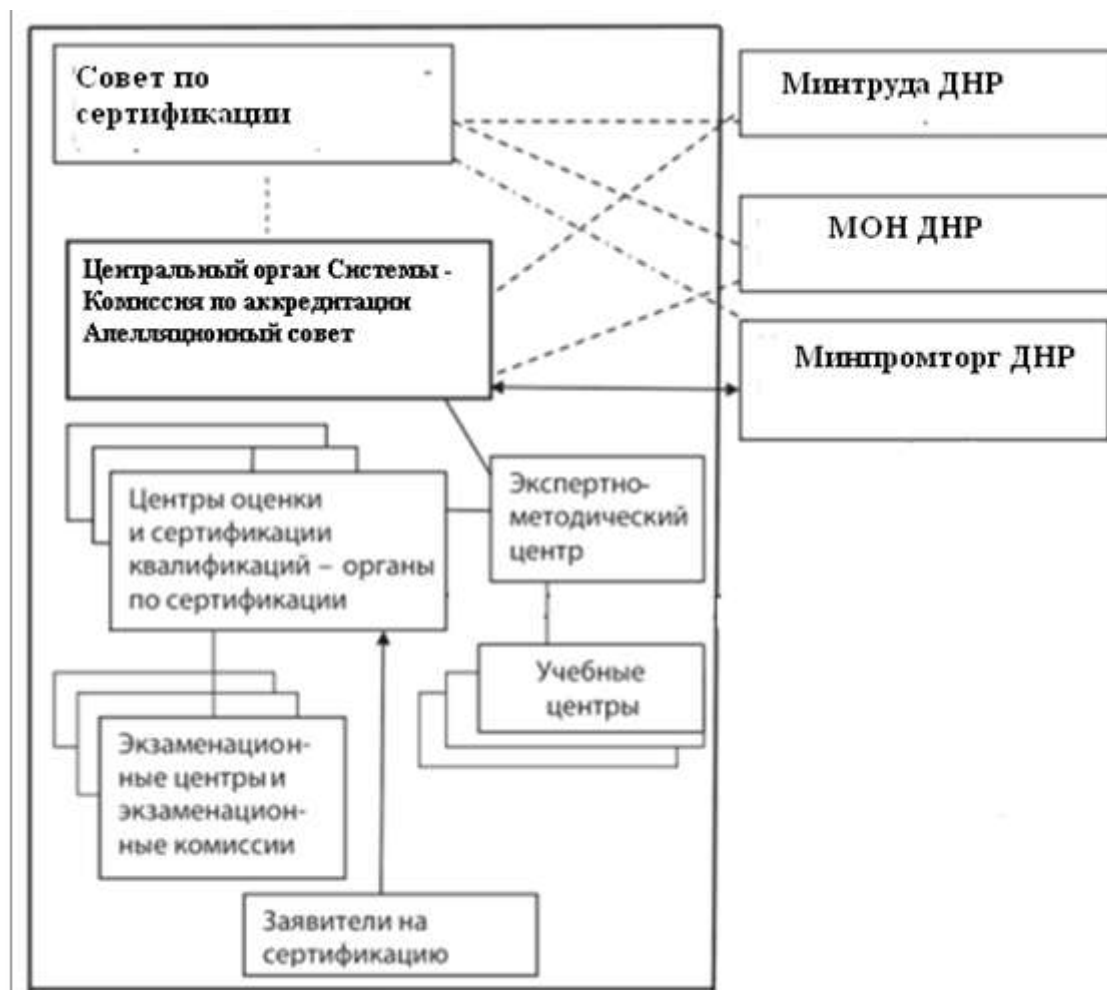 Совет по
сертификации
Минтруда ДНР
МОН ДНР
Центральный орган Системы -
Комиссия по аккредитации
Апелляционный совет
Минпромторг ДНР
Центры оценки
и сертификации
квалификаций – органы
по сертификации
Экспертно-
методический
центр
Учебные
центры
Экзаменацион-
ные центры и
экзаменацион-
ные комиссии
Заявители на
сертификацию